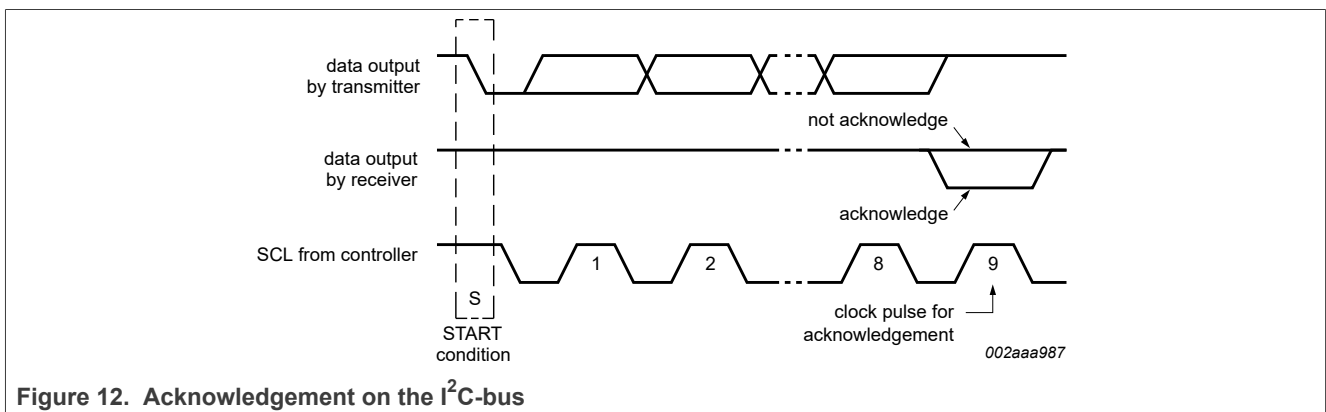 data output
by transmitter
not acknowledge
data output
by receiver
acknowledge
SCL from controller
1
2
8
9
S
START
condition
clock pulse for
acknowledgement
002aaa987
Figure 12. Acknowledgement on the I²C-bus